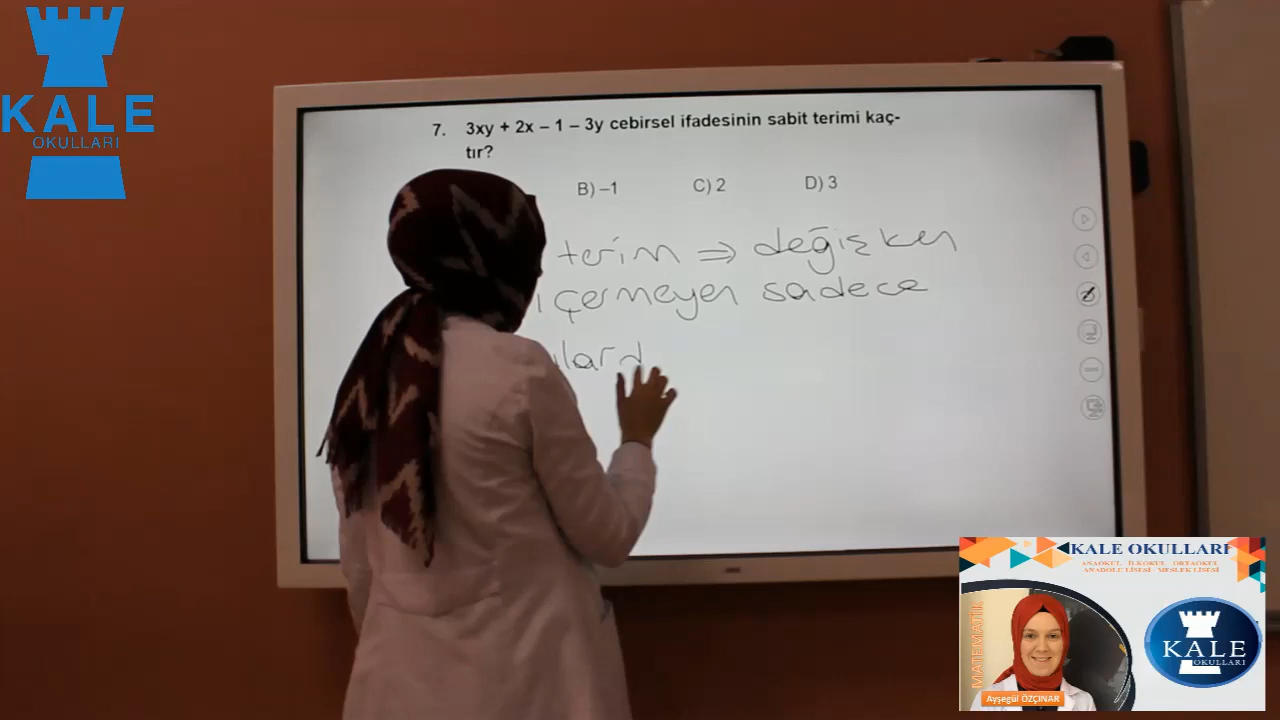 KALE
OKULLARI
7. 3xy + 2x – 1 – 3y cebirsel ifadesinin sabit terimi kaç-
tır?
B) –1 C) 2 D) 3
terim ⇒ değişken
içermeyen sadece
KALE OKULLARI
ANAOKUL İLKOKUL ORTAOKUL
ANADOLU LİSESİ MESLEK LİSESİ
MATEMATİK
KALE
OKULLARI
Ayşegül ÖZÇINAR